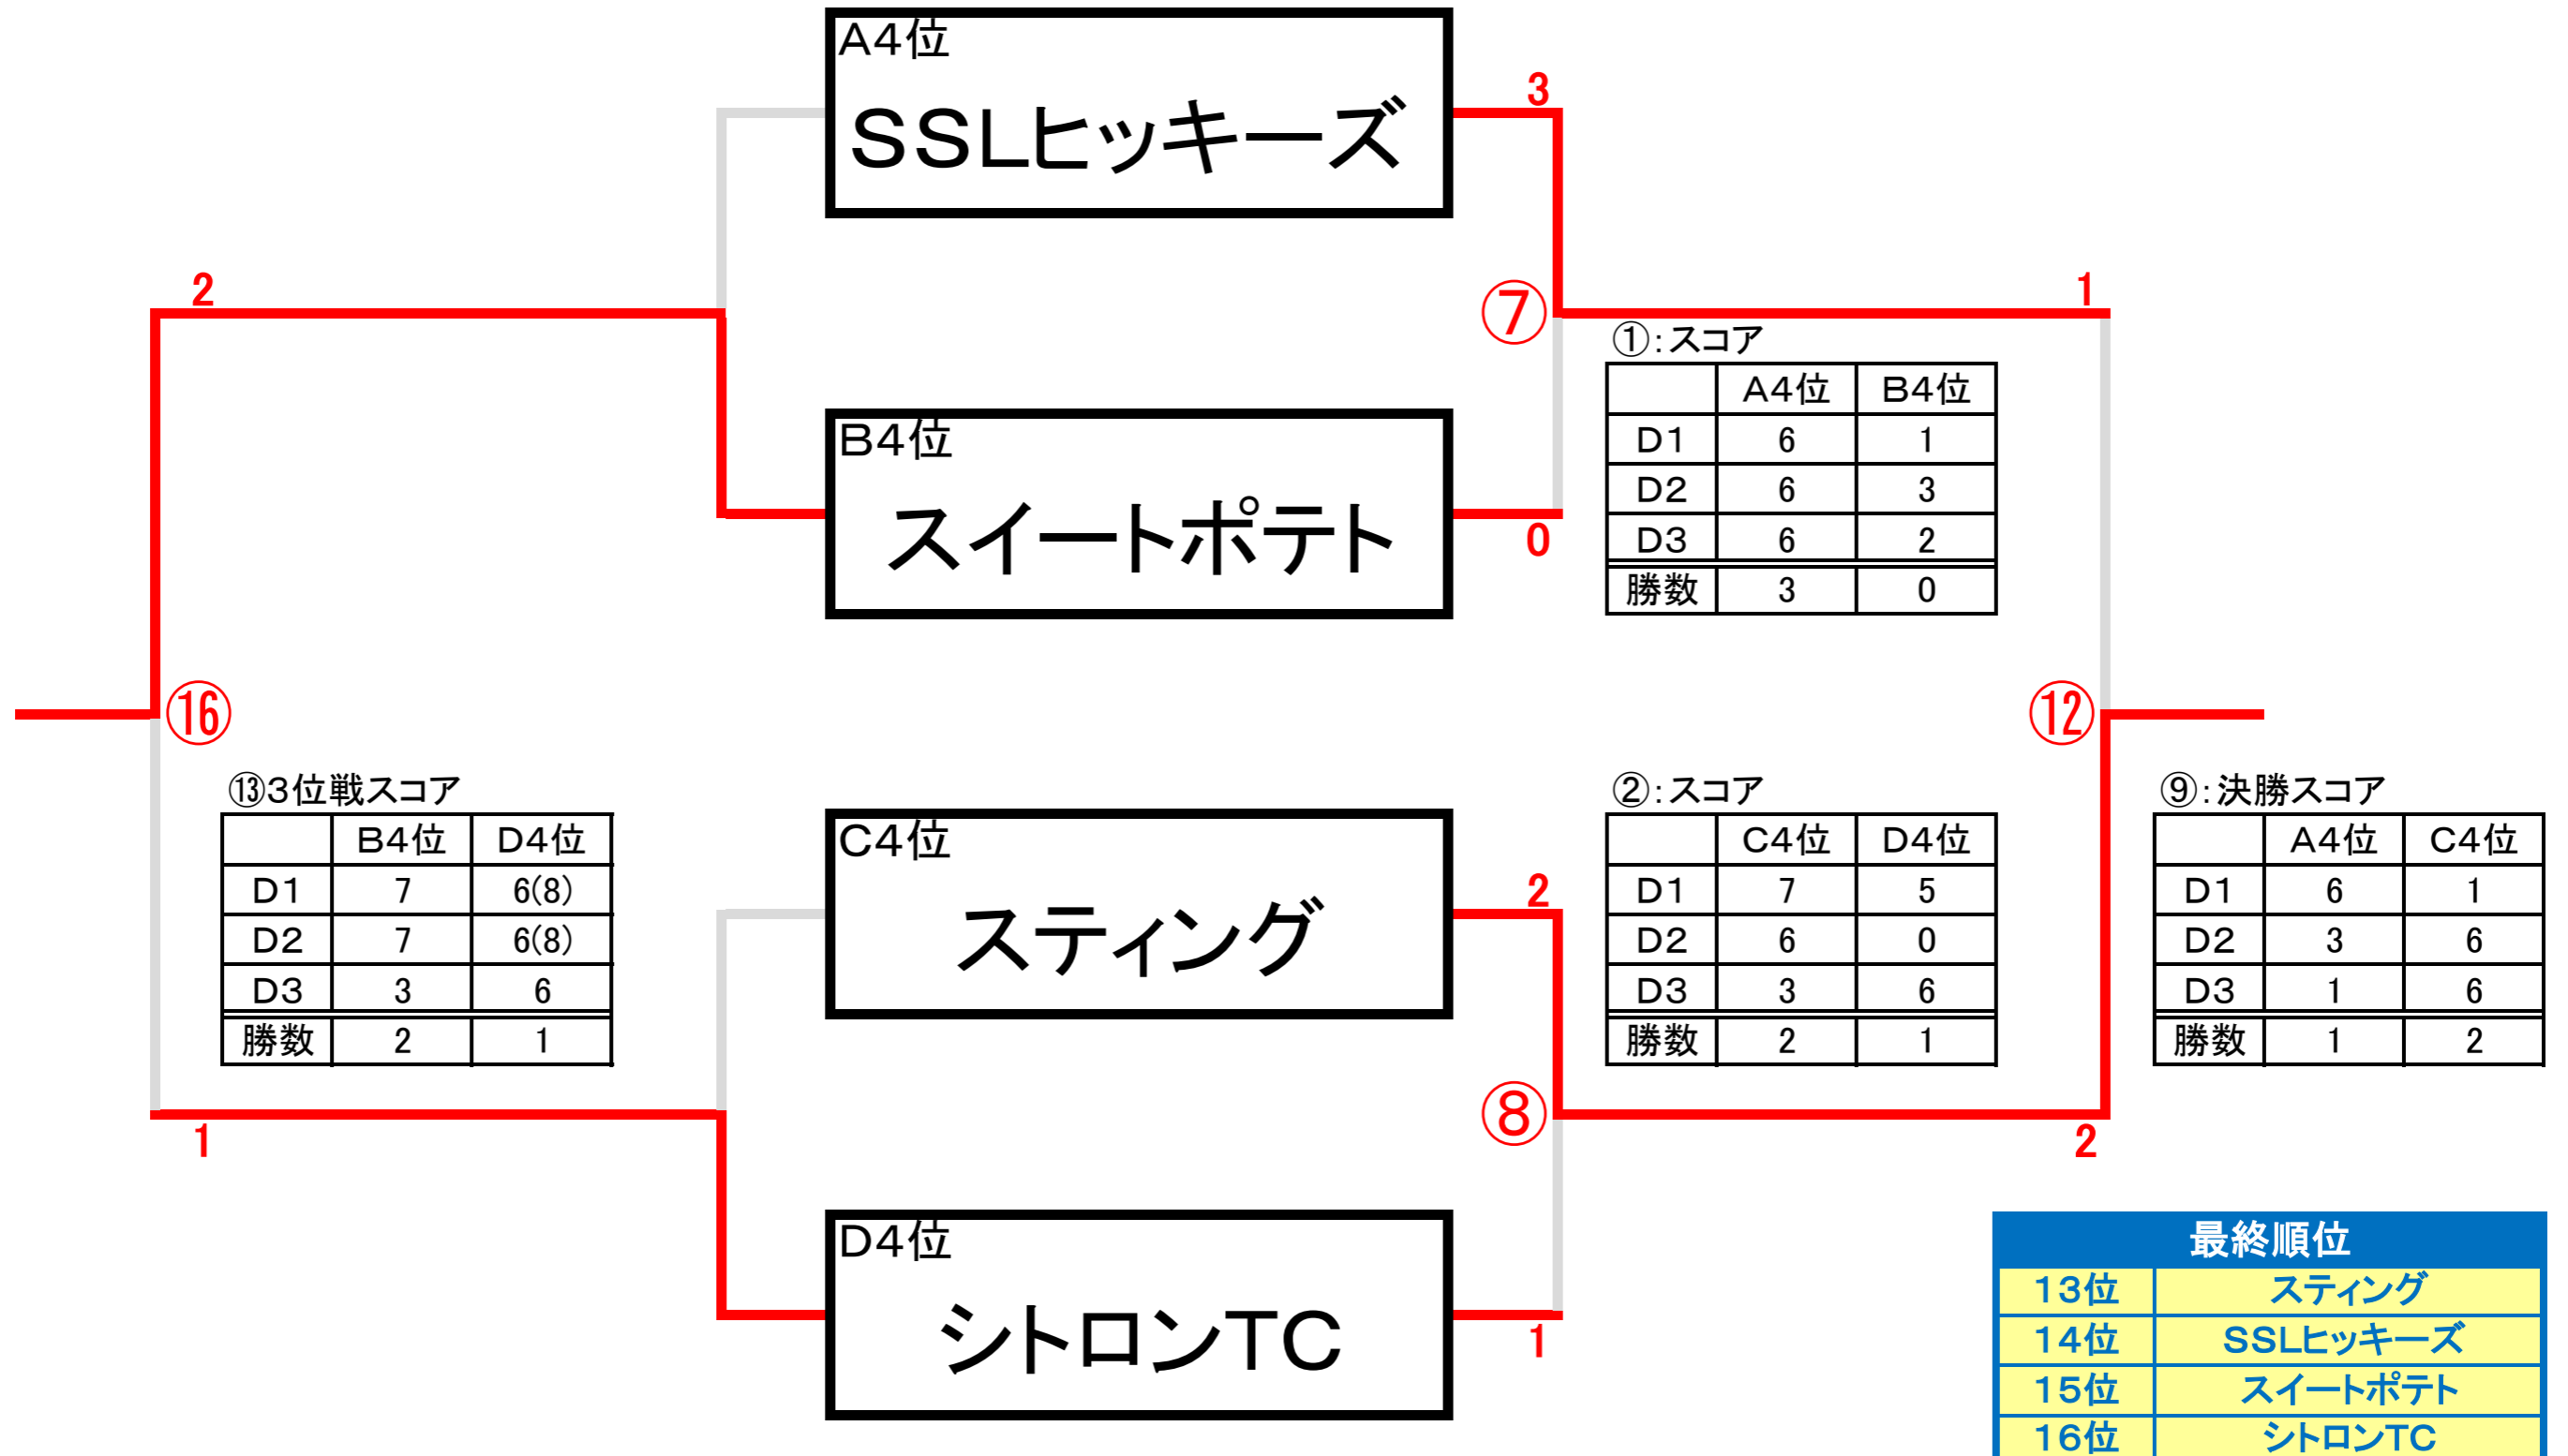 A4位
SSLヒッキーズ
3
2
⑦
1
①:スコア
A4位 B4位
D1 6 1
D2 6 3
D3 6 2
勝数 3 0
B4位
スイートポテト
0
⑯
⑫
⑬3位戦スコア
B4位 D4位
D1 7 6(8)
D2 7 6(8)
D3 3 6
勝数 2 1
1
C4位
スティング
2
②:スコア
C4位 D4位
D1 7 5
D2 6 0
D3 3 6
勝数 2 1
⑨:決勝スコア
A4位 C4位
D1 6 1
D2 3 6
D3 1 6
勝数 1 2
⑧
2
D4位
シトロンTC
1
最終順位
13位 スティング
14位 SSLヒッキーズ
15位 スイートポテト
16位 シトロンTC